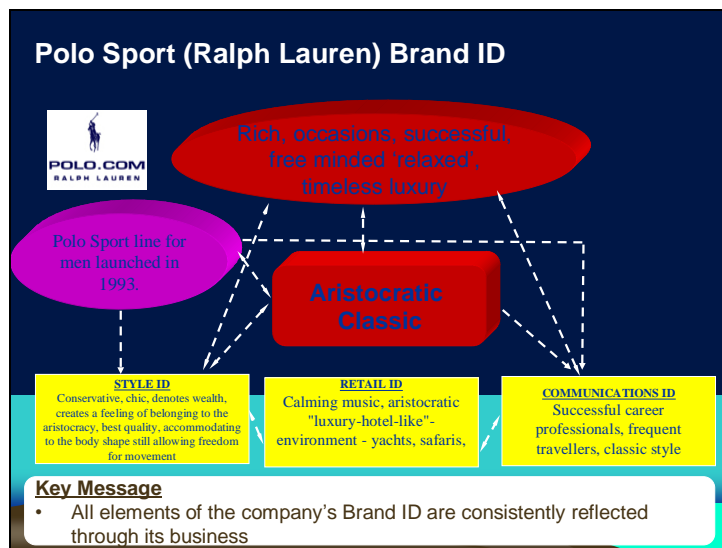 Polo Sport (Ralph Lauren) Brand ID
POLO.COM
RALPH LAUREN
Rich, occasions, successful,
free minded 'relaxed',
timeless luxury
Polo Sport line for
men launched in
1993.
Aristocratic
Classic
STYLE ID
Conservative, chic, denotes wealth,
creates a feeling of belonging to the
aristocracy, best quality, accommodating
to the body shape still allowing freedom
for movement
RETAIL ID
Calming music, aristocratic
"luxury-hotel-like"-
environment - yachts, safaris,
COMMUNICATIONS ID
Successful career
professionals, frequent
travellers, classic style
Key Message
• All elements of the company's Brand ID are consistently reflected
through its business